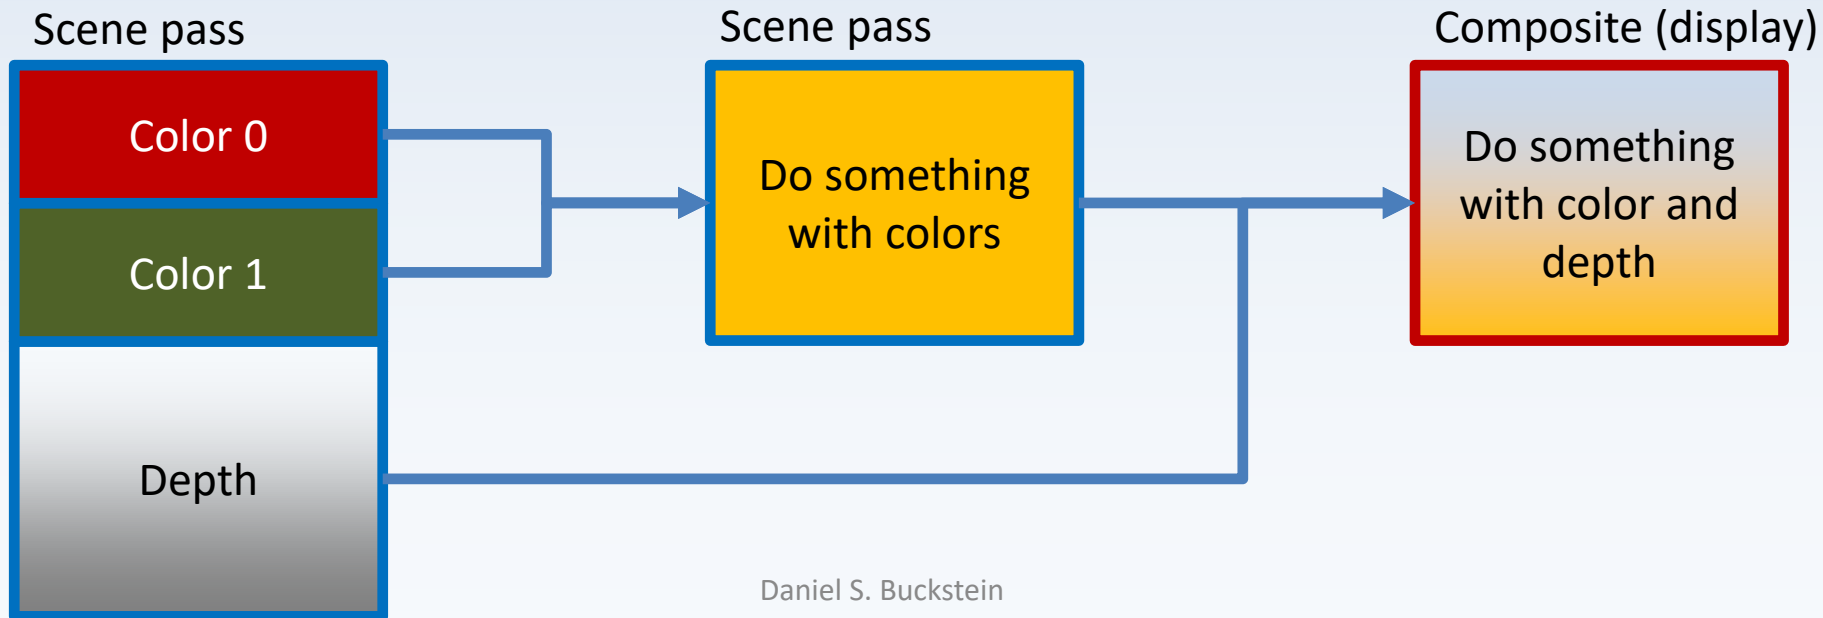 Scene pass
Scene pass
Composite (display)
Color 0
Color 1
Depth
Do something
with colors
Do something
with color and
depth
Daniel S. Buckstein